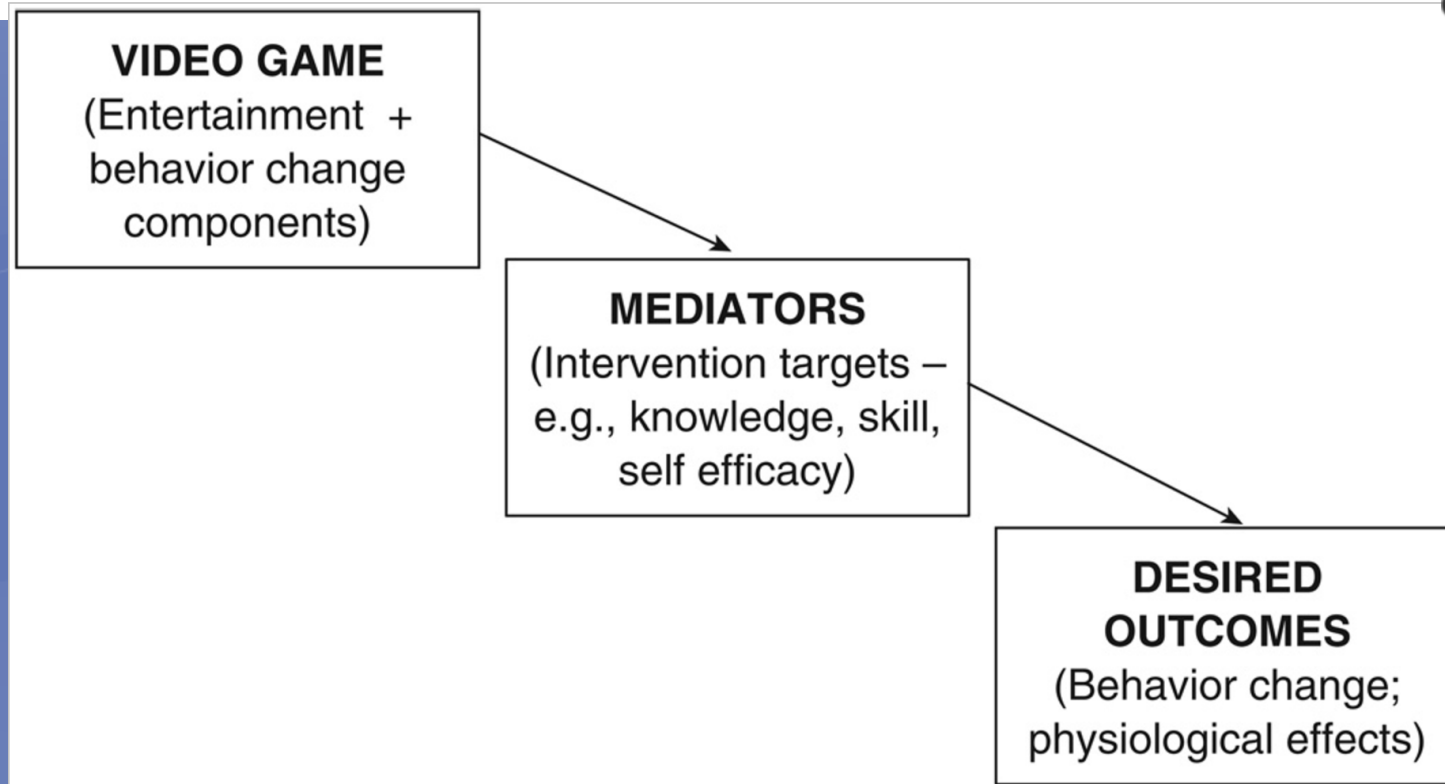 VIDEO GAME
(Entertainment +
behavior change
components)
MEDIATORS
(Intervention targets –
e.g., knowledge, skill,
self efficacy)
DESIRED
OUTCOMES
(Behavior change;
physiological effects)